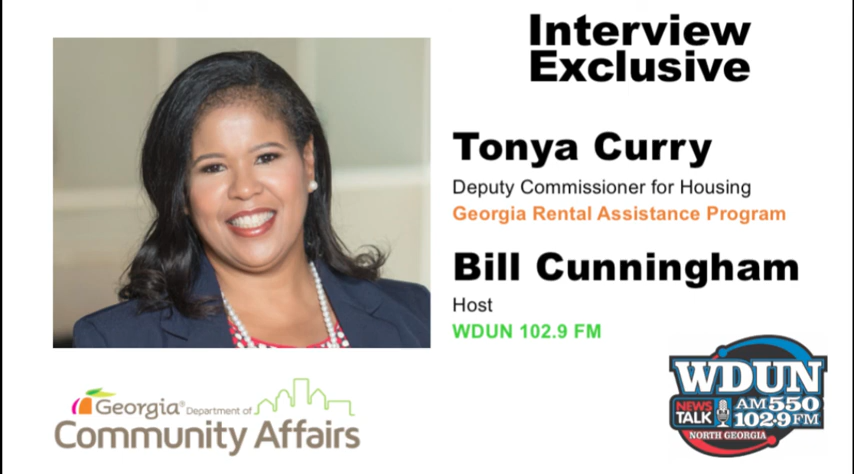 Interview
Exclusive
Tonya Curry
Deputy Commissioner for Housing
Georgia Rental Assistance Program
Bill Cunningham
Host
WDUN 102.9 FM
Georgia® Department of
Community Affairs
WDUN
NEWS TALK
AM 550
102.9 FM
NORTH GEORGIA